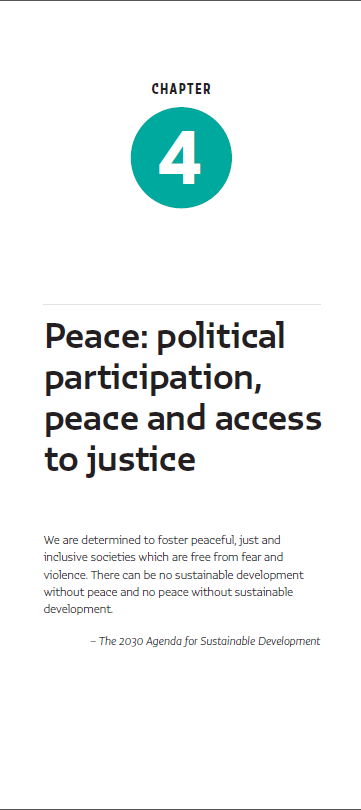 CHAPTER
4
Peace: political
participation,
peace and access
to justice
We are determined to foster peaceful, just and
inclusive societies which are free from fear and
violence. There can be no sustainable development
without peace and no peace without sustainable
development.
– The 2030 Agenda for Sustainable Development